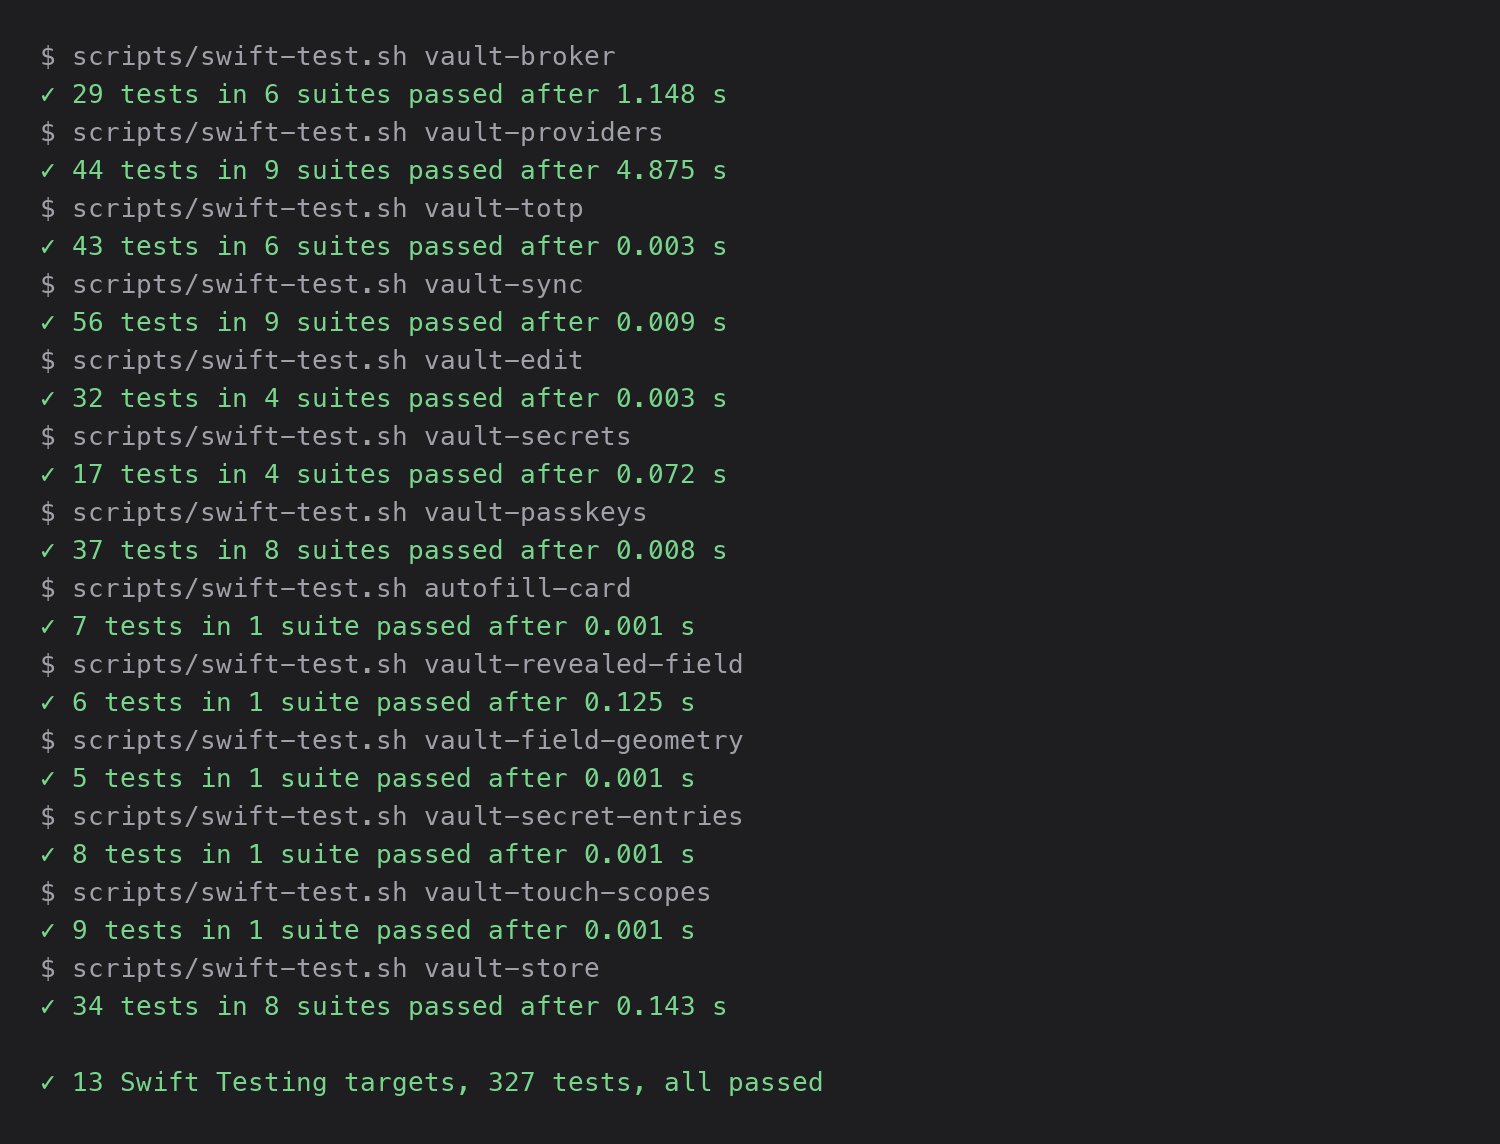 $ scripts/swift-test.sh vault-broker
✓ 29 tests in 6 suites passed after 1.148 s
$ scripts/swift-test.sh vault-providers
✓ 44 tests in 9 suites passed after 4.875 s
$ scripts/swift-test.sh vault-totp
✓ 43 tests in 6 suites passed after 0.003 s
$ scripts/swift-test.sh vault-sync
✓ 56 tests in 9 suites passed after 0.009 s
$ scripts/swift-test.sh vault-edit
✓ 32 tests in 4 suites passed after 0.003 s
$ scripts/swift-test.sh vault-secrets
✓ 17 tests in 4 suites passed after 0.072 s
$ scripts/swift-test.sh vault-passkeys
✓ 37 tests in 8 suites passed after 0.008 s
$ scripts/swift-test.sh autofill-card
✓ 7 tests in 1 suite passed after 0.001 s
$ scripts/swift-test.sh vault-revealed-field
✓ 6 tests in 1 suite passed after 0.125 s
$ scripts/swift-test.sh vault-field-geometry
✓ 5 tests in 1 suite passed after 0.001 s
$ scripts/swift-test.sh vault-secret-entries
✓ 8 tests in 1 suite passed after 0.001 s
$ scripts/swift-test.sh vault-touch-scopes
✓ 9 tests in 1 suite passed after 0.001 s
$ scripts/swift-test.sh vault-store
✓ 34 tests in 8 suites passed after 0.143 s
✓ 13 Swift Testing targets, 327 tests, all passed